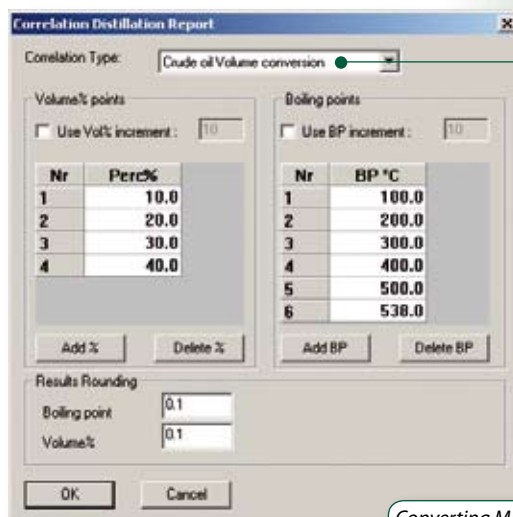 Correlation Distillation Report
Correlation Type: Crude oil Volume conversion
Volume% points
Use Vol% increment : 10
Nr Perc%
1 10.0
2 20.0
3 30.0
4 40.0
Add % Delete %
Boiling points
Use BP increment : 10
Nr BP °C
1 100.0
2 200.0
3 300.0
4 400.0
5 500.0
6 538.0
Add BP Delete BP
Results Rounding
Boiling point 0.1
Volume% 0.1
OK Cancel
Converting M